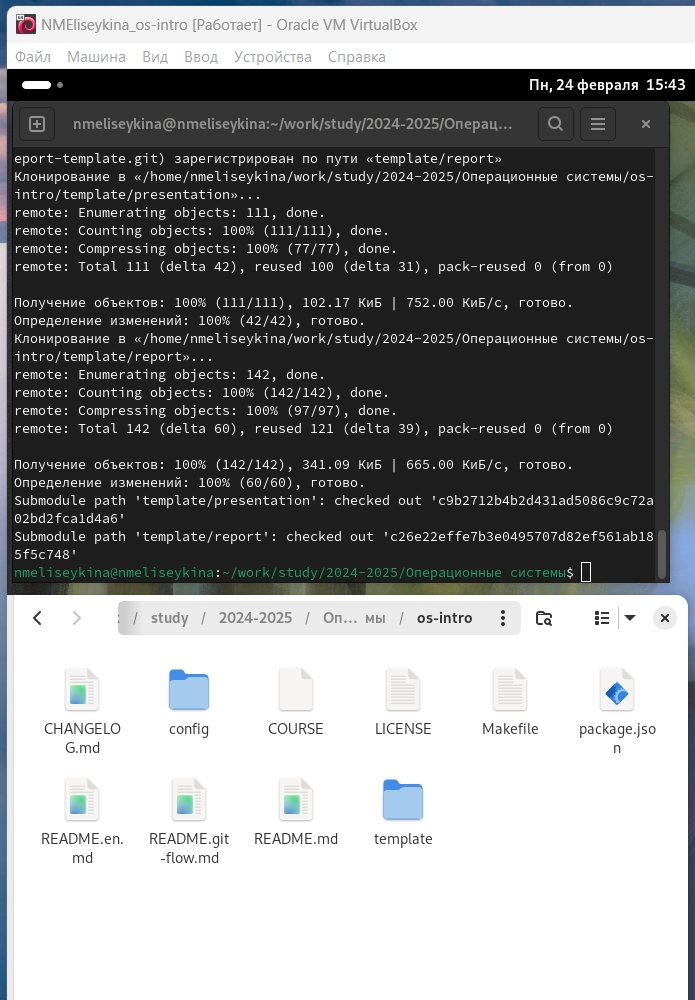 NMEliseykina_os-intro [Работает] - Oracle VM VirtualBox
Файл Машина Вид Ввод Устройства Справка
Пн, 24 февраля 15:43
nmeliseykina@nmeliseykina:~/work/study/2024-2025/Операц...
eport-template.git) зарегистрирован по пути «template/report»
Клонирование в «/home/nmeliseykina/work/study/2024-2025/Операционные системы/os-
intro/template/presentation»...
remote: Enumerating objects: 111, done.
remote: Counting objects: 100% (111/111), done.
remote: Compressing objects: 100% (77/77), done.
remote: Total 111 (delta 42), reused 100 (delta 31), pack-reused 0 (from 0)
Получение объектов: 100% (111/111), 102.17 КиБ | 752.00 КиБ/с, готово.
Определение изменений: 100% (42/42), готово.
Клонирование в «/home/nmeliseykina/work/study/2024-2025/Операционные системы/os-
intro/template/report»...
remote: Enumerating objects: 142, done.
remote: Counting objects: 100% (142/142), done.
remote: Compressing objects: 100% (97/97), done.
remote: Total 142 (delta 60), reused 121 (delta 39), pack-reused 0 (from 0)
Получение объектов: 100% (142/142), 341.09 КиБ | 665.00 КиБ/с, готово.
Определение изменений: 100% (60/60), готово.
Submodule path 'template/presentation': checked out 'c9b2712b4b2d431ad5086c9c72a
02bd2fca1d4a6'
Submodule path 'template/report': checked out 'c26e22effe7b3e0495707d82ef561ab18
5f5c748'
nmeliseykina@nmeliseykina:~/work/study/2024-2025/Операционные системы$
/ study / 2024-2025 / Оп... мы / os-intro
CHANGELO
G.md
config
COURSE
LICENSE
Makefile
package.jso
n
README.en.
md
README.git
-flow.md
README.md
template